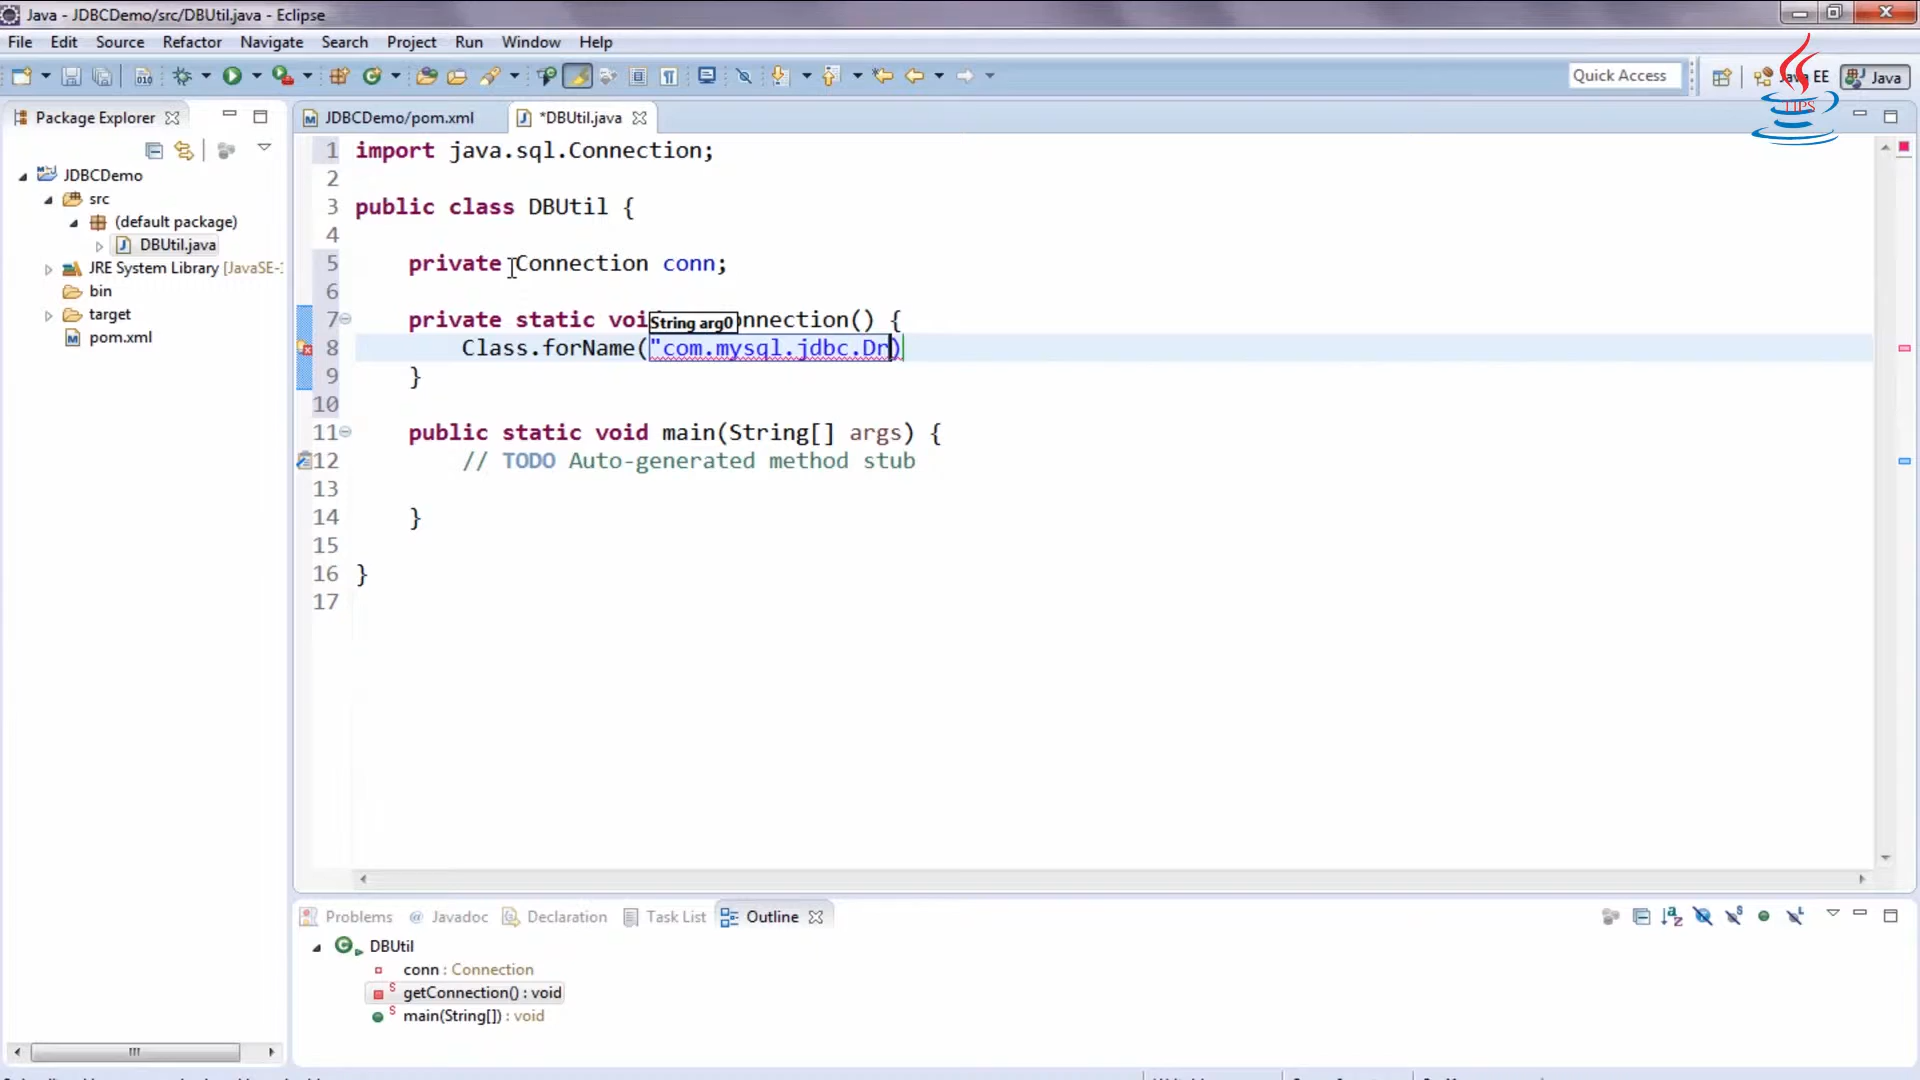 Java - JDBCDemo/src/DBUtil.java - Eclipse
File Edit Source Refactor Navigate Search Project Run Window Help
Quick Access
Java EE
Java
TIPS
Package Explorer
JDBCDemo/pom.xml
*DBUtil.java
JDBCDemo
src
(default package)
DBUtil.java
JRE System Library [JavaSE-1
bin
target
pom.xml
1 import java.sql.Connection;
2
3 public class DBUtil {
4
5 private Connection conn;
6
7 private static voi String arg0 onnection() {
8 Class.forName("com.mysql.jdbc.Dr)
9 }
10
11 public static void main(String[] args) {
12 // TODO Auto-generated method stub
13
14 }
15
16 }
17
Problems @ Javadoc Declaration Task List Outline
DBUtil
conn : Connection
getConnection() : void
main(String[]) : void